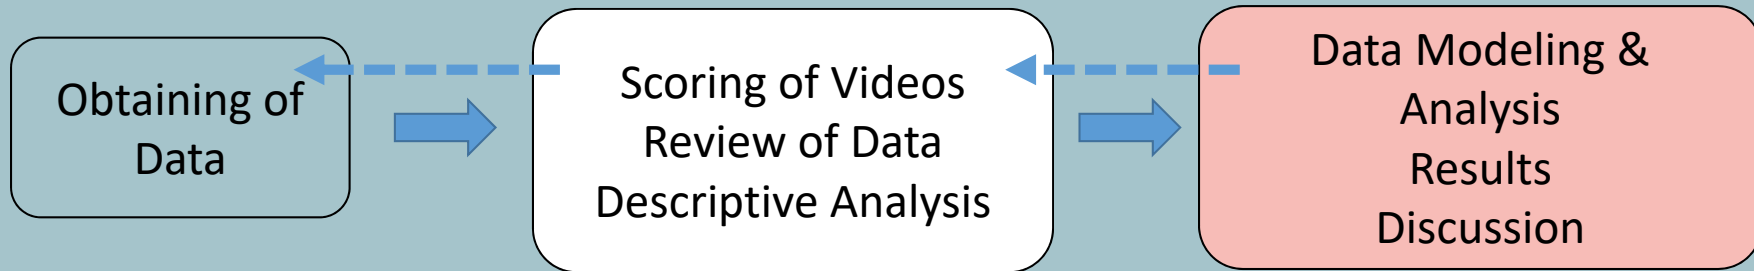 Obtaining of
Data
Scoring of Videos
Review of Data
Descriptive Analysis
Data Modeling &
Analysis
Results
Discussion